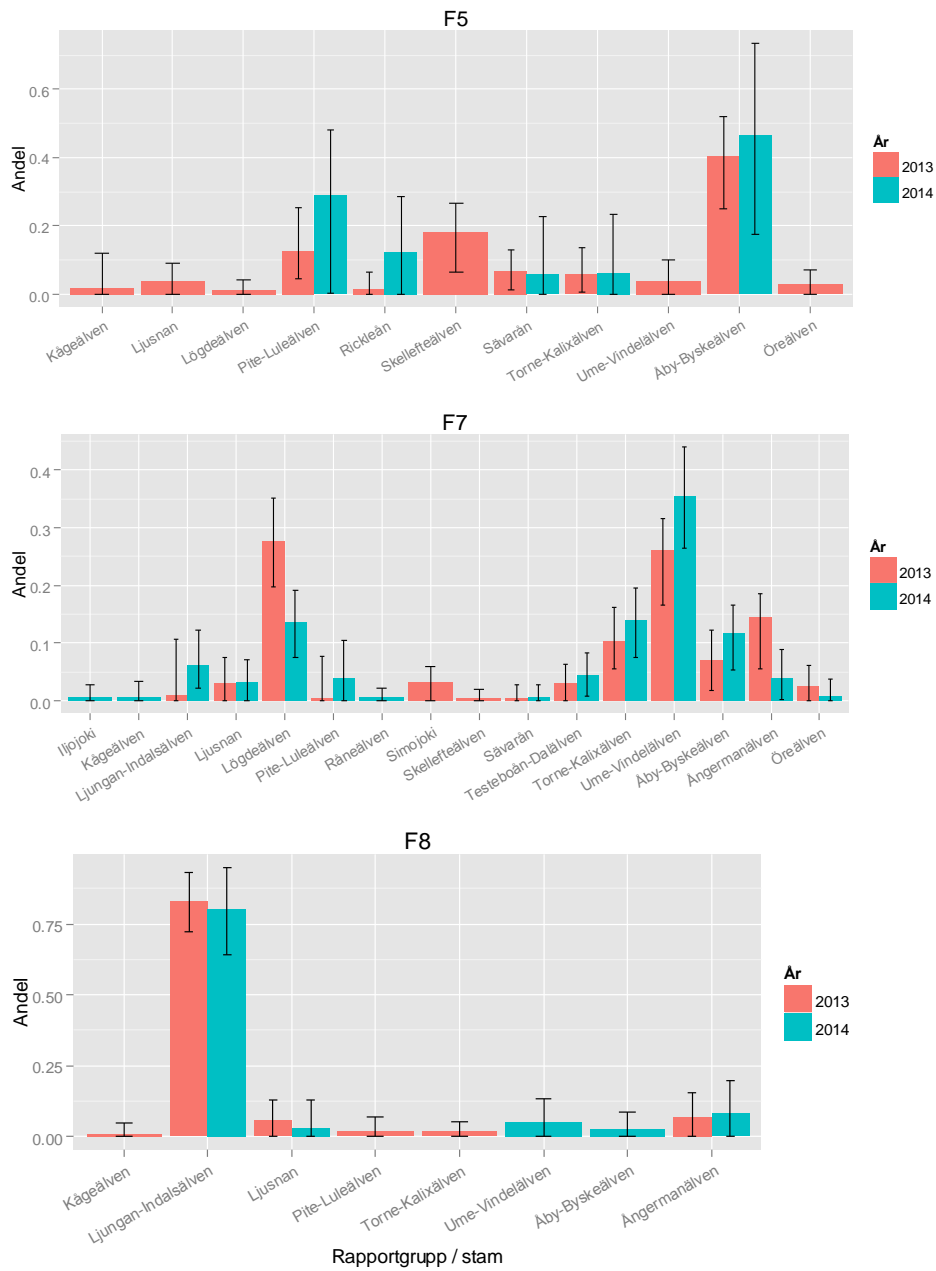 F5
0.6
0.4
0.2
0.0
Andel
Kågeälven
Ljusnan
Lögdeälven
Pite-Luleälven
Rickleån
Skellefteälven
Sävarån
Torne-Kalixälven
Ume-Vindelälven
Åby-Byskeälven
Öreälven
År
2013
2014
F7
0.4
0.3
0.2
0.1
0.0
Andel
Iijojoki
Kågeälven
Ljungan-Indalsälven
Ljusnan
Lögdeälven
Pite-Luleälven
Råneälven
Simojoki
Skellefteälven
Sävarån
Testeboån-Dalälven
Torne-Kalixälven
Ume-Vindelälven
Åby-Byskeälven
Ångermanälven
Öreälven
År
2013
2014
F8
0.75
0.50
0.25
0.00
Andel
Kågeälven
Ljungan-Indalsälven
Ljusnan
Pite-Luleälven
Torne-Kalixälven
Ume-Vindelälven
Åby-Byskeälven
Ångermanälven
År
2013
2014
Rapportgrupp / stam